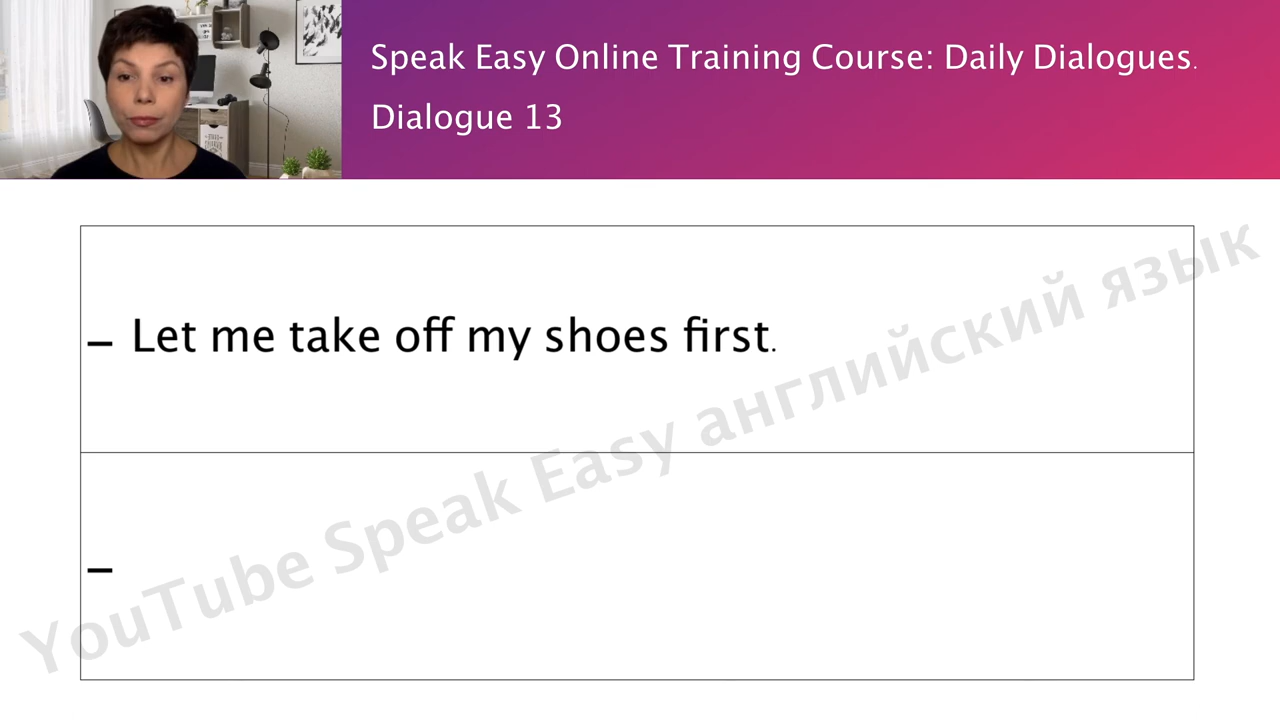 Speak Easy Online Training Course: Daily Dialogues.
Dialogue 13
– Let me take off my shoes first.
–
YouTube Speak Easy английский язык